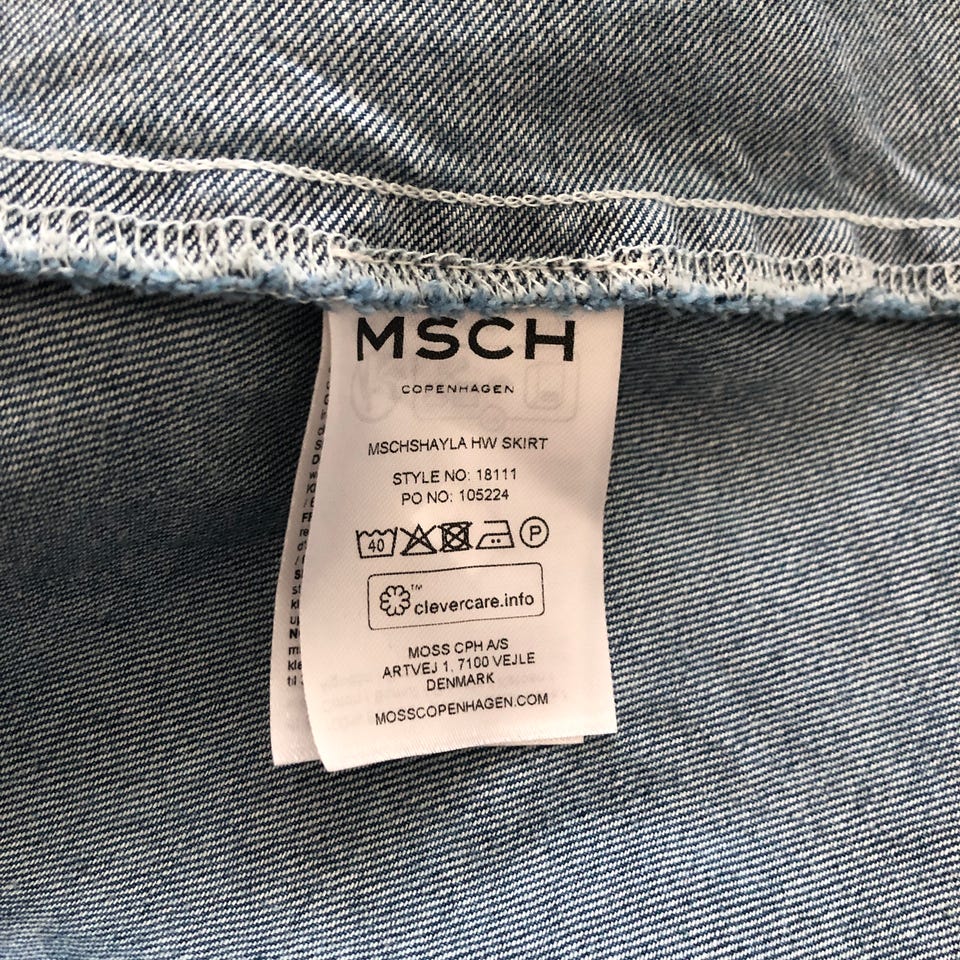 MSCH
COPENHAGEN
MSCHSHAYLA HW SKIRT
STYLE NO: 18111
PO NO: 105224
40 P
™
clevercare.info
MOSS CPH A/S
ARTVEJ 1, 7100 VEJLE
DENMARK
MOSSCOPENHAGEN.COM